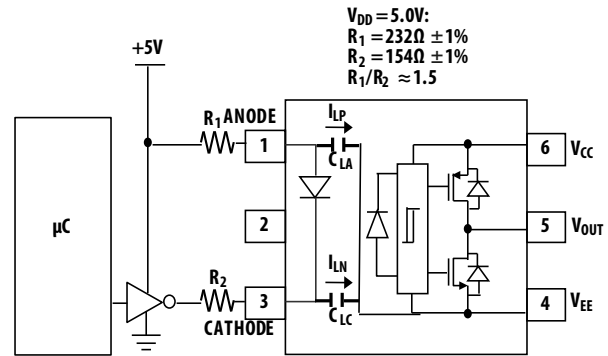 V_DD = 5.0V:
R_1 = 232Ω ±1%
R_2 = 154Ω ±1%
R_1/R_2 ≈ 1.5
+5V
R_1 ANODE
I_LP
1
C_LA
6
V_CC
µC
2
5
V_OUT
R_2
I_LN
3
C_LC
4
V_EE
CATHODE